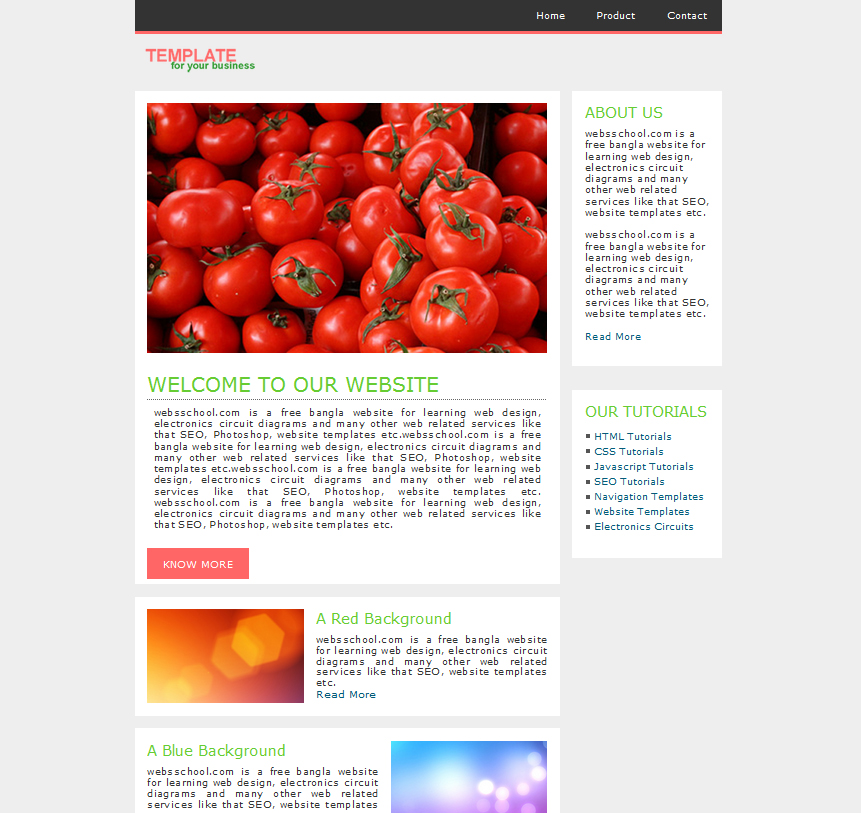 Home Product Contact
TEMPLATE
for your business
WELCOME TO OUR WEBSITE
websschool.com is a free bangla website for learning web design,
electronics circuit diagrams and many other web related services like
that SEO, Photoshop, website templates etc.websschool.com is a free
bangla website for learning web design, electronics circuit diagrams and
many other web related services like that SEO, Photoshop, website
templates etc.websschool.com is a free bangla website for learning web
design, electronics circuit diagrams and many other web related
services like that SEO, Photoshop, website templates etc.
websschool.com is a free bangla website for learning web design,
electronics circuit diagrams and many other web related services like
that SEO, Photoshop, website templates etc.
KNOW MORE
A Red Background
websschool.com is a free bangla website
for learning web design, electronics circuit
diagrams and many other web related
services like that SEO, website templates
etc.
Read More
A Blue Background
websschool.com is a free bangla website
for learning web design, electronics circuit
diagrams and many other web related
services like that SEO, website templates
ABOUT US
websschool.com is a
free bangla website for
learning web design,
electronics circuit
diagrams and many
other web related
services like that SEO,
website templates etc.
websschool.com is a
free bangla website for
learning web design,
electronics circuit
diagrams and many
other web related
services like that SEO,
website templates etc.
Read More
OUR TUTORIALS
HTML Tutorials
CSS Tutorials
Javascript Tutorials
SEO Tutorials
Navigation Templates
Website Templates
Electronics Circuits